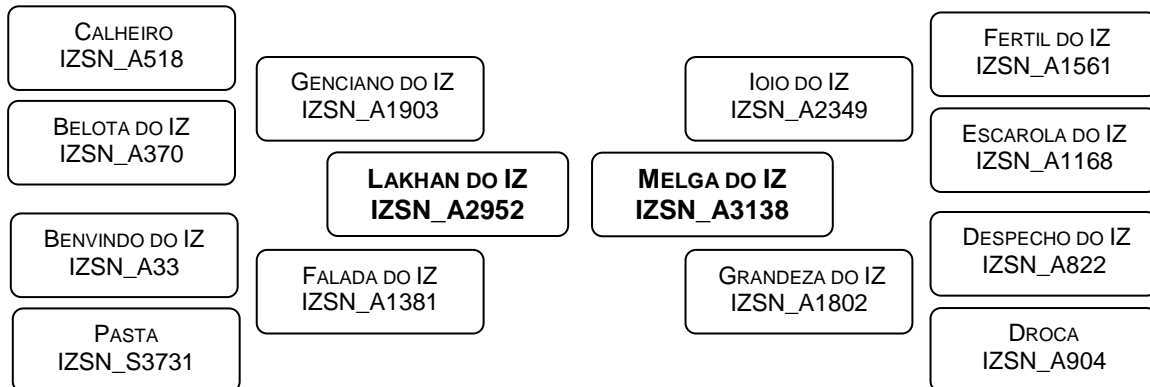 CALHEIRO
IZSN_A518
BELOTA DO IZ
IZSN_A370
BENVINDO DO IZ
IZSN_A33
PASTA
IZSN_S3731
GENCIANO DO IZ
IZSN_A1903
FALADA DO IZ
IZSN_A1381
LAKHAN DO IZ
IZSN_A2952
MELGA DO IZ
IZSN_A3138
IOIO DO IZ
IZSN_A2349
GRANDEZA DO IZ
IZSN_A1802
FERTIL DO IZ
IZSN_A1561
ESCAROLA DO IZ
IZSN_A1168
DESPECHO DO IZ
IZSN_A822
DROCA
IZSN_A904